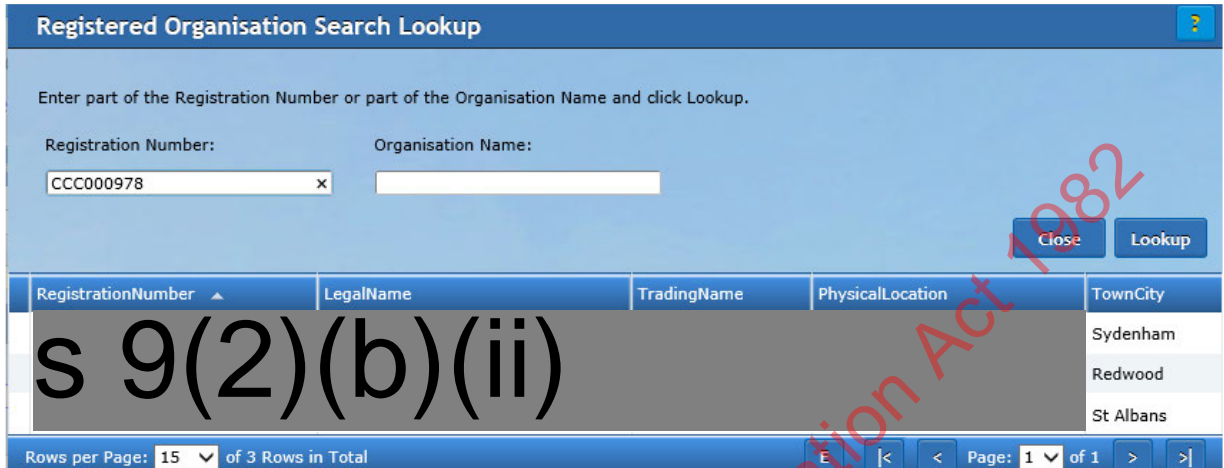 Registered Organisation Search Lookup ?
Enter part of the Registration Number or part of the Organisation Name and click Lookup.
Registration Number: Organisation Name:
CCC000978 ×
Close Lookup
RegistrationNumber ▲ LegalName TradingName PhysicalLocation TownCity
s 9(2)(b)(ii)
Sydenham
Redwood
St Albans
Rows per Page: 15 of 3 Rows in Total E |< < Page: 1 of 1 > >|
tion Act 1982